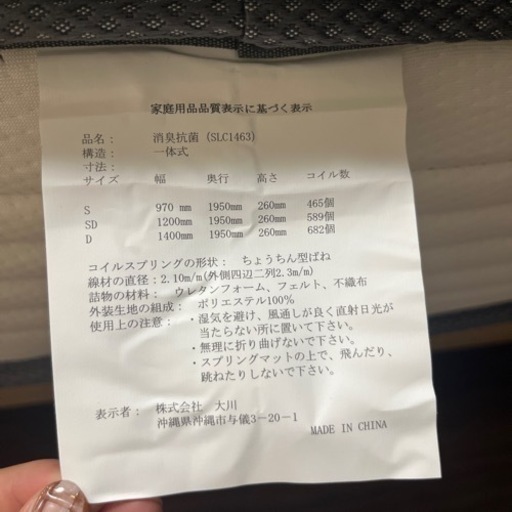 家庭用品品質表示に基づく表示
品名： 消臭抗菌 (SLC1463)
構造： 一体式
寸法：
サイズ 幅 奥行 高さ コイル数
S 970 mm 1950mm 260mm 465個
SD 1200mm 1950mm 260mm 589個
D 1400mm 1950mm 260mm 682個
コイルスプリングの形状： ちょうちん型ばね
線材の直径：2.10m/m(外側四辺二列2.3m/m)
詰物の材料： ウレタンフォーム、フェルト、不織布
外装生地の組成： ポリエステル100%
使用上の注意： ・湿気を避け、風通しが良く直射日光が
当たらない所に置いて下さい。
・無理に折り曲げないで下さい。
・スプリングマットの上で、飛んだり、
跳ねたりしないで下さい。
表示者： 株式会社 大川
沖縄県沖縄市与儀3-20-1
MADE IN CHINA